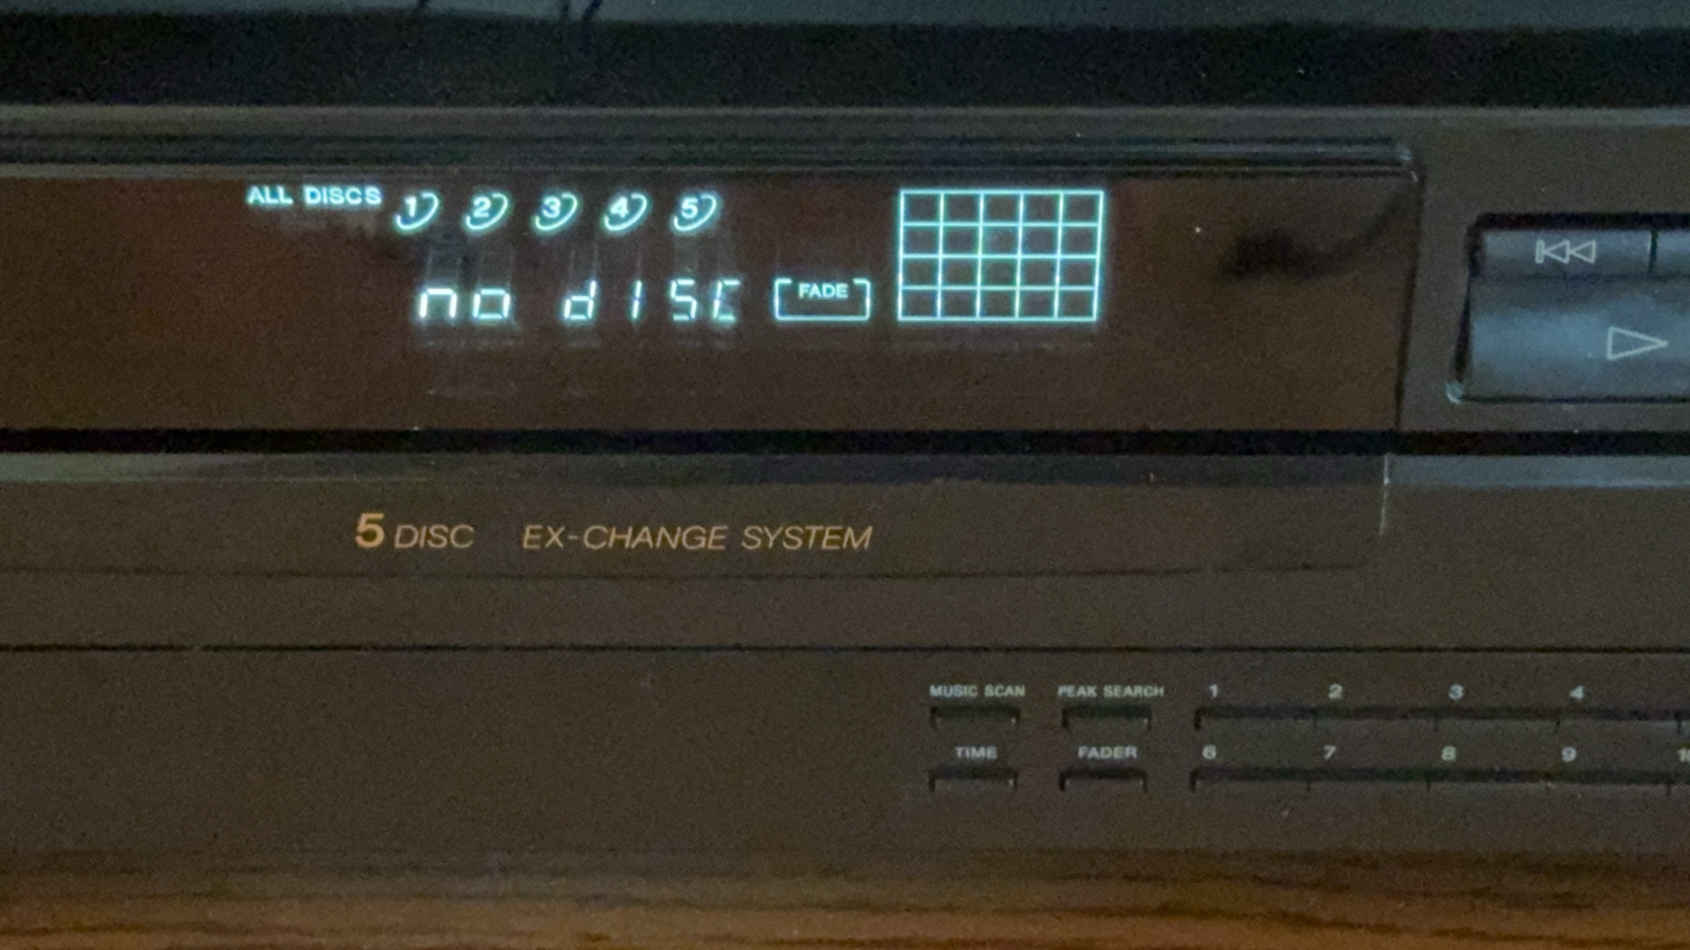 ALL DISCS 1 2 3 4 5
no dISC FADE
5 DISC EX-CHANGE SYSTEM
MUSIC SCAN PEAK SEARCH 1 2 3 4
TIME FADER 6 7 8 9